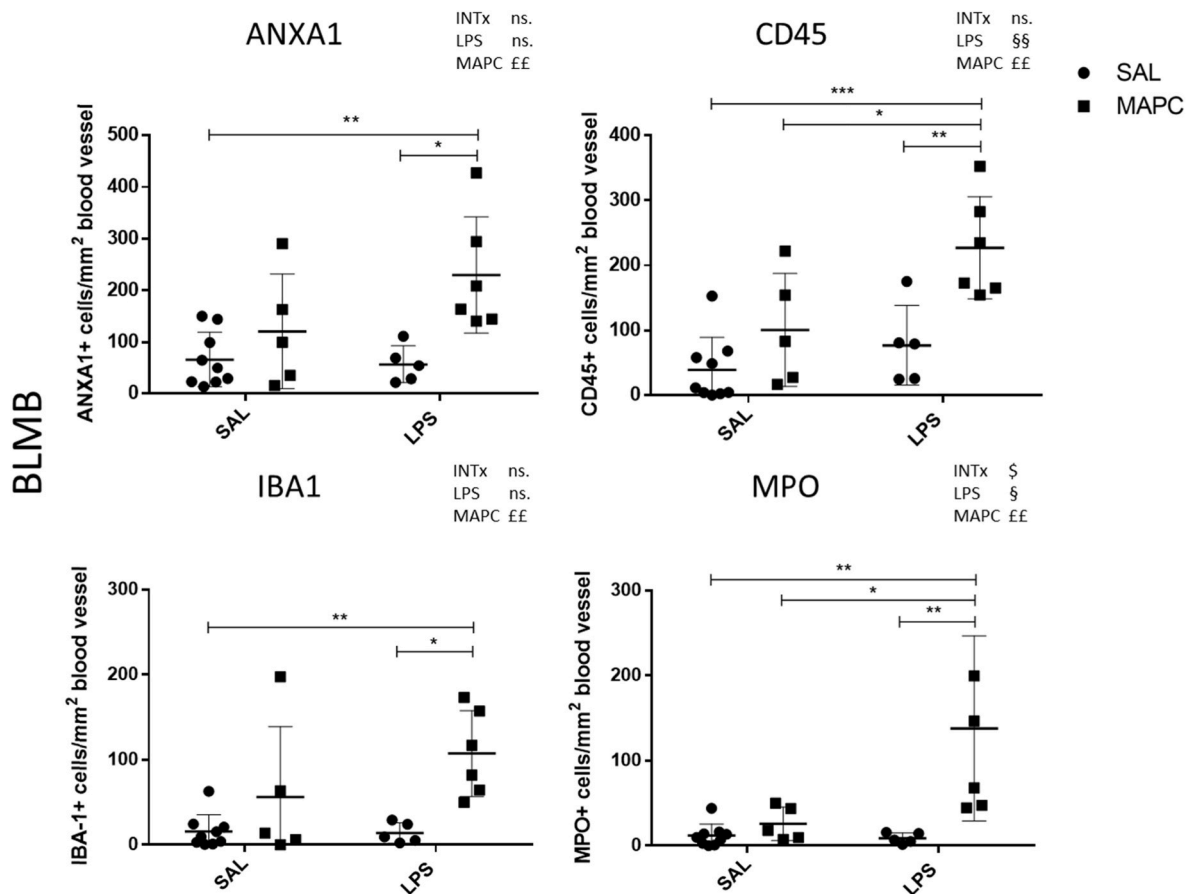 BLMB
ANXA1
INTx ns.
LPS ns.
MAPC ££
ANXA1+ cells/mm² blood vessel
500
400
300
200
100
0
**
*
SAL
LPS
CD45
INTx ns.
LPS §§
MAPC ££
SAL
MAPC
CD45+ cells/mm² blood vessel
400
300
200
100
0
***
*
**
SAL
LPS
IBA1
INTx ns.
LPS ns.
MAPC ££
IBA-1+ cells/mm² blood vessel
300
200
100
0
**
*
SAL
LPS
MPO
INTx $
LPS §
MAPC ££
MPO+ cells/mm² blood vessel
300
200
100
0
**
*
**
SAL
LPS